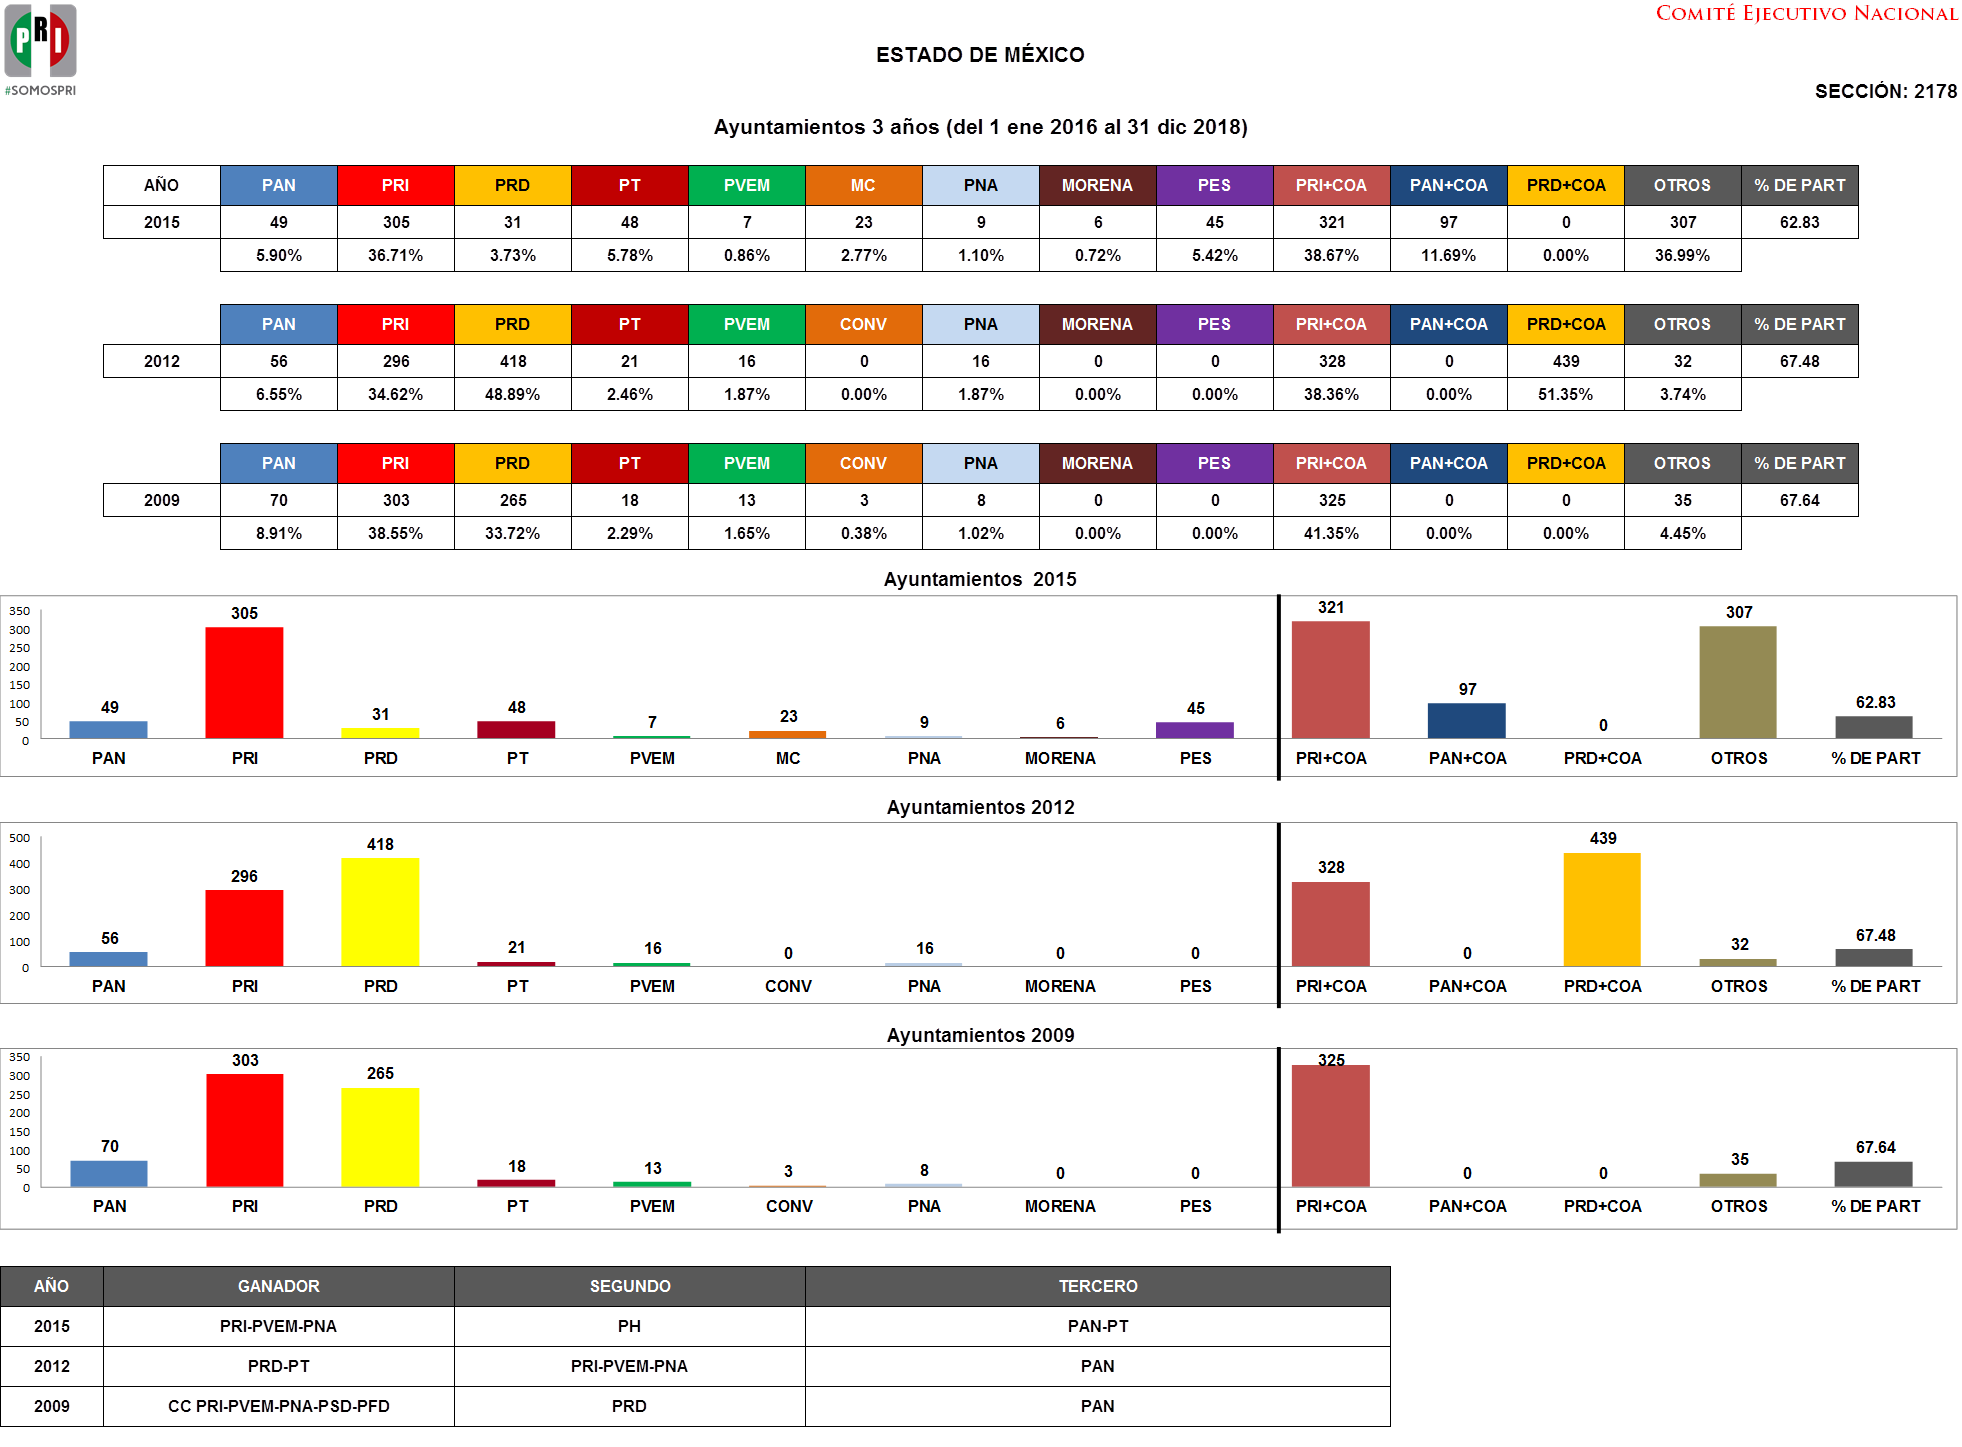 PRI
#SOMOSPRI
COMITÉ EJECUTIVO NACIONAL
ESTADO DE MÉXICO
SECCIÓN: 2178
Ayuntamientos 3 años (del 1 ene 2016 al 31 dic 2018)
AÑO PAN PRI PRD PT PVEM MC PNA MORENA PES PRI+COA PAN+COA PRD+COA OTROS % DE PART
2015 49 305 31 48 7 23 9 6 45 321 97 0 307 62.83
5.90% 36.71% 3.73% 5.78% 0.86% 2.77% 1.10% 0.72% 5.42% 38.67% 11.69% 0.00% 36.99%
PAN PRI PRD PT PVEM CONV PNA MORENA PES PRI+COA PAN+COA PRD+COA OTROS % DE PART
2012 56 296 418 21 16 0 16 0 0 328 0 439 32 67.48
6.55% 34.62% 48.89% 2.46% 1.87% 0.00% 1.87% 0.00% 0.00% 38.36% 0.00% 51.35% 3.74%
PAN PRI PRD PT PVEM CONV PNA MORENA PES PRI+COA PAN+COA PRD+COA OTROS % DE PART
2009 70 303 265 18 13 3 8 0 0 325 0 0 35 67.64
8.91% 38.55% 33.72% 2.29% 1.65% 0.38% 1.02% 0.00% 0.00% 41.35% 0.00% 0.00% 4.45%
Ayuntamientos 2015
350
300
250
200
150
100
50
0
49 305 31 48 7 23 9 6 45 321 97 0 307 62.83
PAN PRI PRD PT PVEM MC PNA MORENA PES PRI+COA PAN+COA PRD+COA OTROS % DE PART
Ayuntamientos 2012
500
400
300
200
100
0
56 296 418 21 16 0 16 0 0 328 0 439 32 67.48
PAN PRI PRD PT PVEM CONV PNA MORENA PES PRI+COA PAN+COA PRD+COA OTROS % DE PART
Ayuntamientos 2009
350
300
250
200
150
100
50
0
70 303 265 18 13 3 8 0 0 325 0 0 35 67.64
PAN PRI PRD PT PVEM CONV PNA MORENA PES PRI+COA PAN+COA PRD+COA OTROS % DE PART
AÑO GANADOR SEGUNDO TERCERO
2015 PRI-PVEM-PNA PH PAN-PT
2012 PRD-PT PRI-PVEM-PNA PAN
2009 CC PRI-PVEM-PNA-PSD-PFD PRD PAN